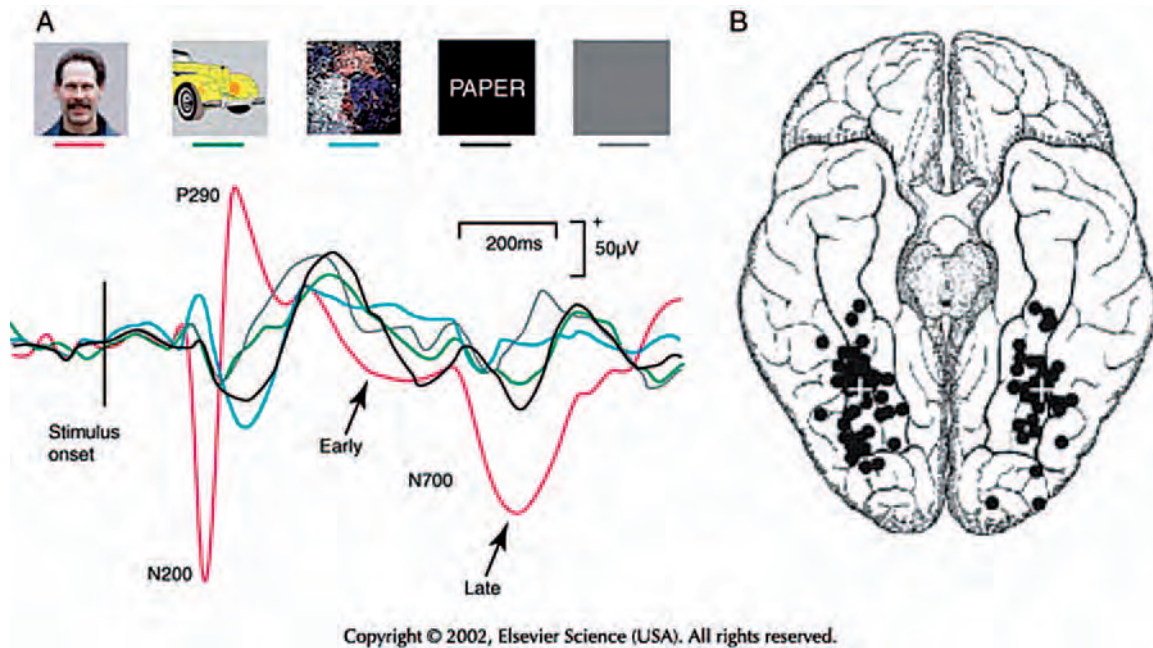 A
B
PAPER
P290
+
200ms
50µV
Stimulus
onset
Early
N700
N200
Late
Copyright © 2002, Elsevier Science (USA). All rights reserved.